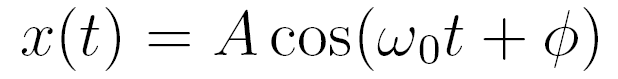 x(t) = A cos(ω₀t + ϕ)